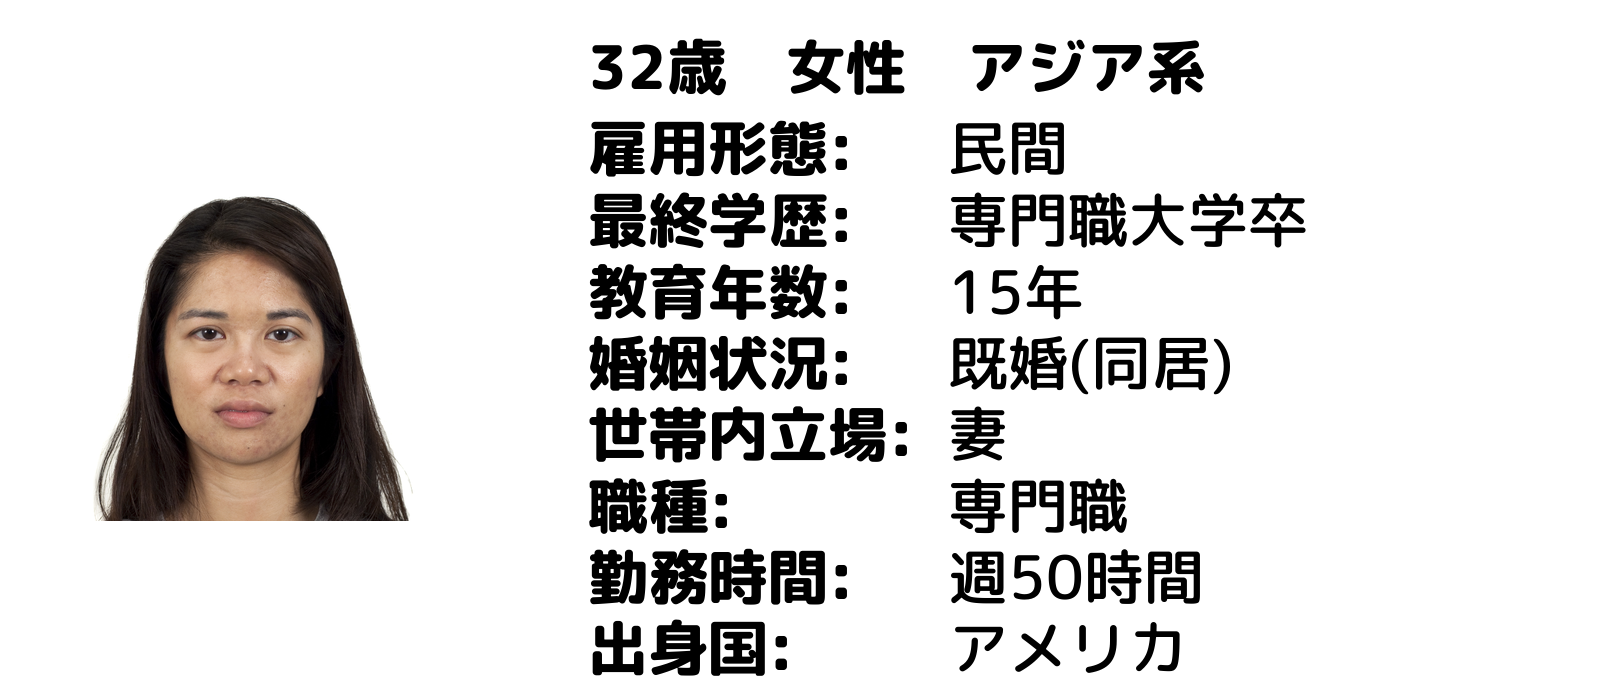 32歳　女性　アジア系
雇用形態:　民間
最終学歴:　専門職大学卒
教育年数:　15年
婚姻状況:　既婚(同居)
世帯内立場:　妻
職種:　専門職
勤務時間:　週50時間
出身国:　アメリカ